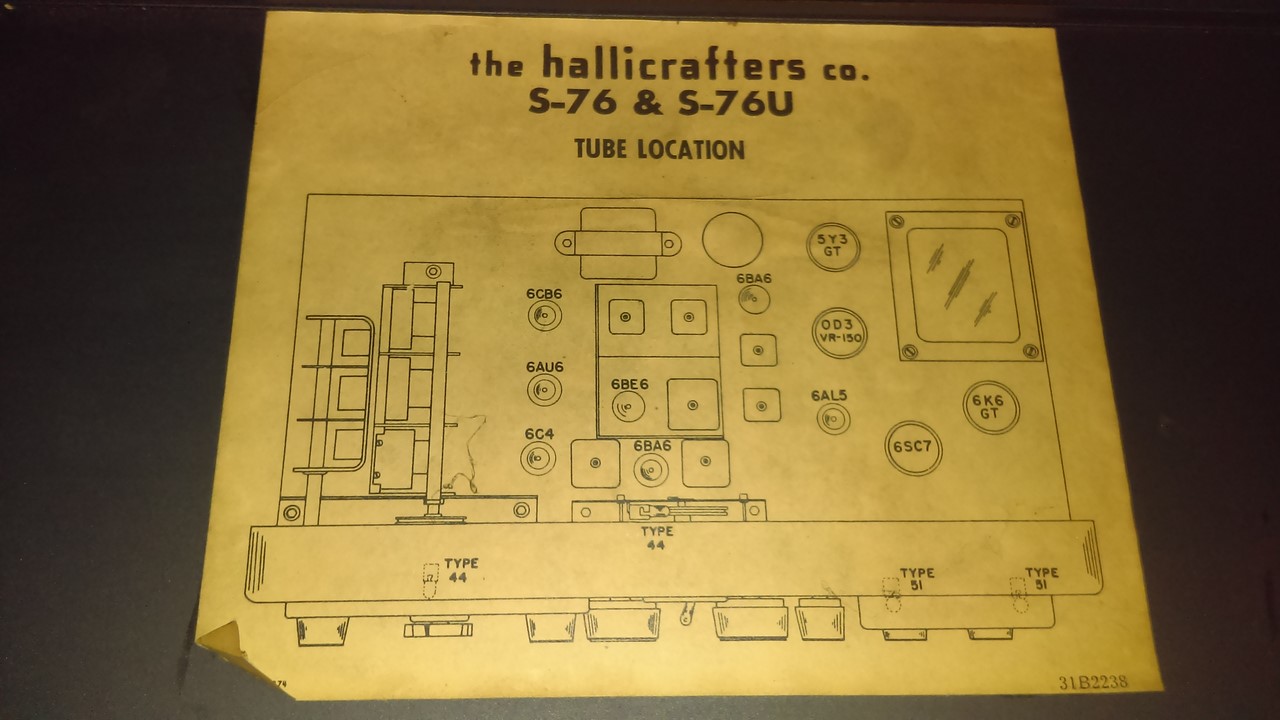 the hallicrafters co.
S-76 & S-76U
TUBE LOCATION
5Y3
GT
6BA6
6CB6
OD3
VR-150
6AU6
6BE6
6AL5
6K6
GT
6C4
6BA6
6SC7
TYPE
44
TYPE
44
TYPE
51
TYPE
51
31B2238